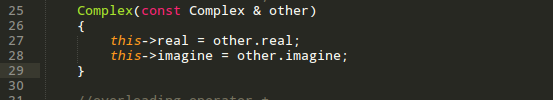 25 Complex(const Complex & other)
26 {
27 this->real = other.real;
28 this->imagine = other.imagine;
29 }
30